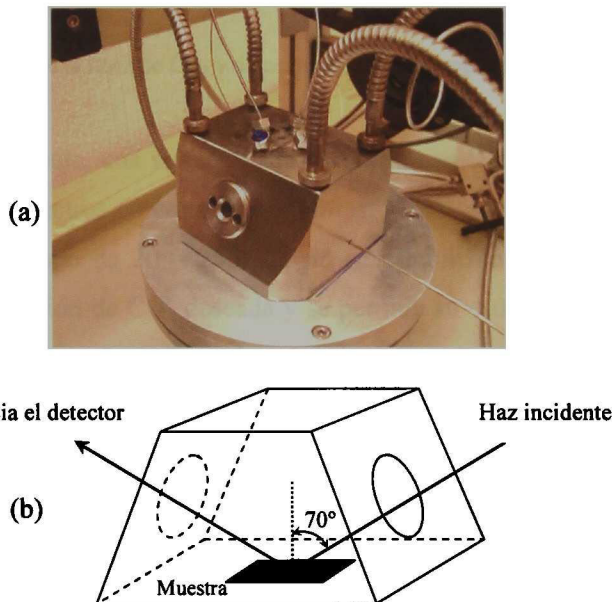 (a)
ia el detector
Haz incidente
(b)
70°
Muestra